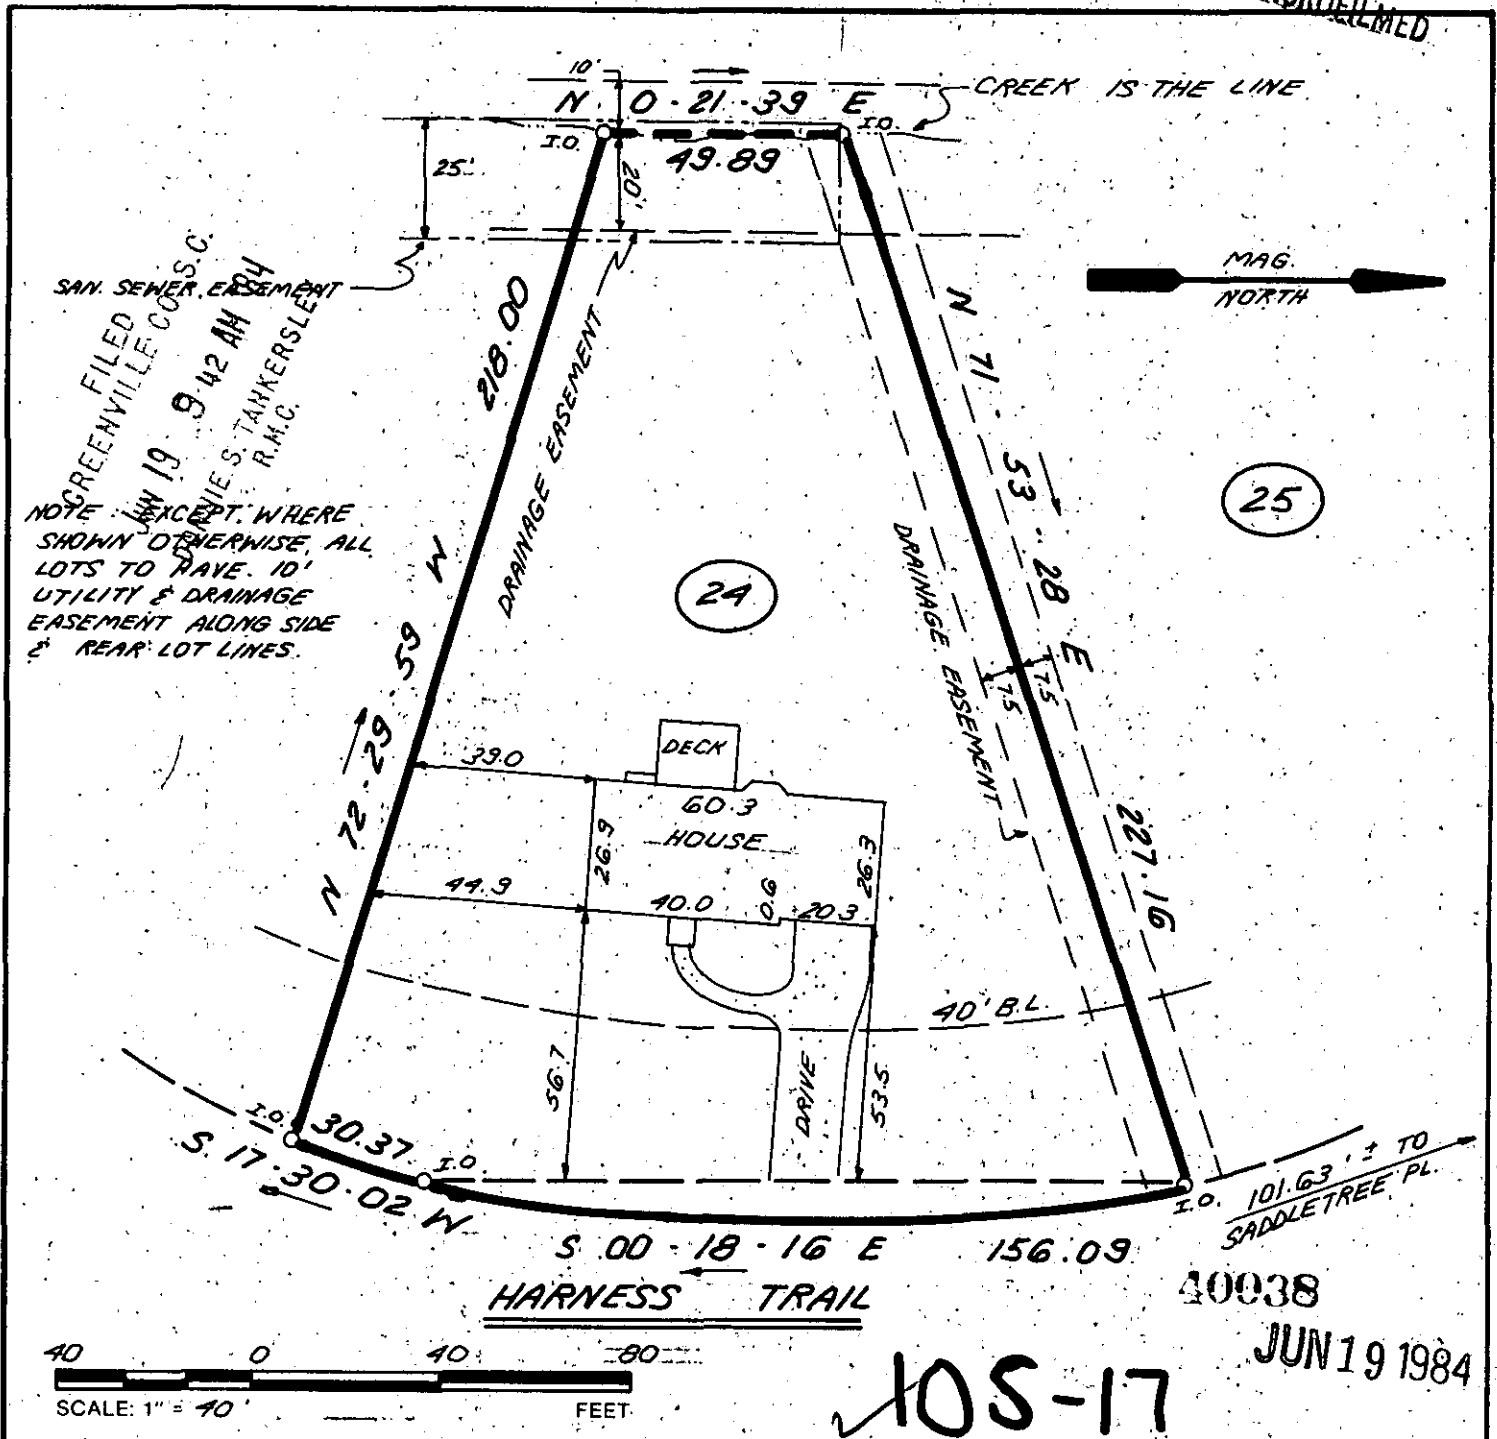 10'
N 0-21-39 E
CREEK IS THE LINE
I.O.
I.O.
49.89
25'
20'
SAN. SEWER EASEMENT
MAG.
NORTH
FILED
GREENVILLE CO. S.C.
JUN 19 9 42 AM '84
DONNIE S. TANKERSLEY
R.M.C.
218.00
DRAINAGE EASEMENT
N 71-53-28 E
25
NOTE: EXCEPT WHERE
SHOWN OTHERWISE, ALL
LOTS TO HAVE 10'
UTILITY & DRAINAGE
EASEMENT ALONG SIDE
& REAR LOT LINES.
24
DRAINAGE EASEMENT
7.5
7.5
N 72-29-59 W
39.0
DECK
60.3
HOUSE
26.9
26.3
227.16
44.9
40.0
0.6
20.3
40' B.L.
56.7
DRIVE
53.5
I.O.
30.37
I.O.
S 17-30-02 W
I.O.
101.63' ± TO
SADDLETREE PL.
S 00-18-16 E 156.09
HARNESS TRAIL
40038
JUN 19 1984
40 0 40 80
SCALE: 1" = 40' FEET
10S-17